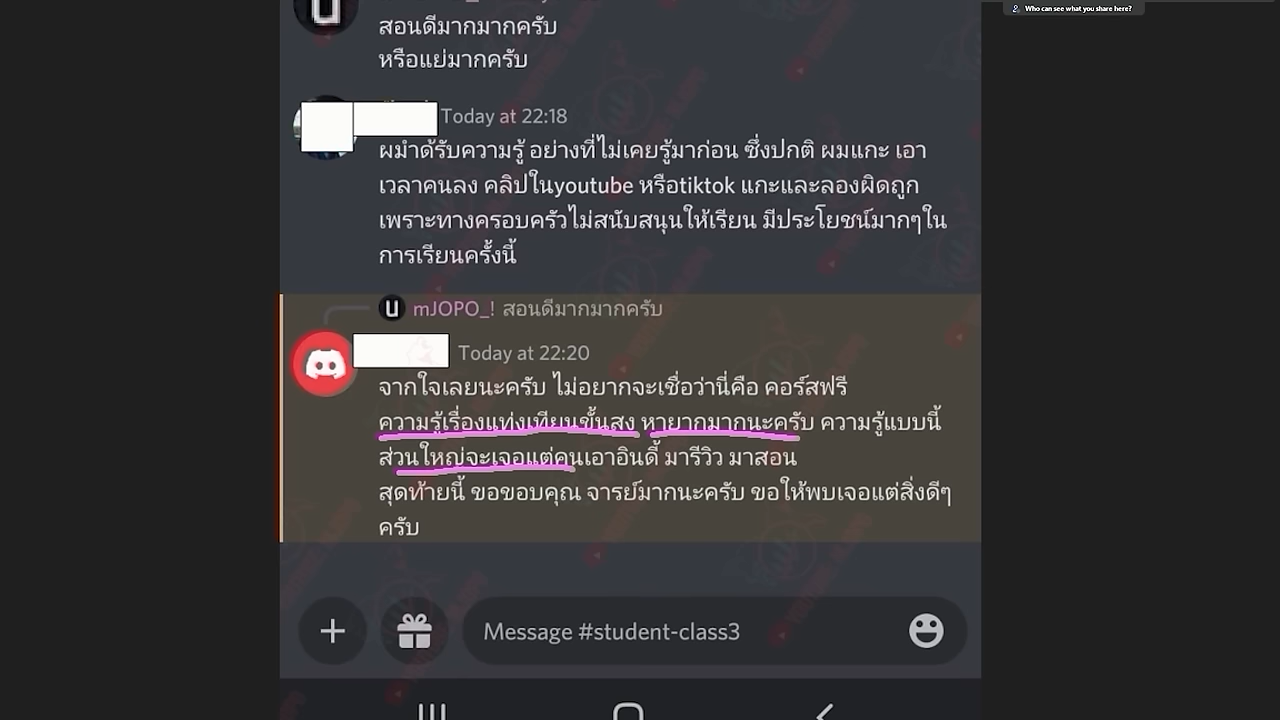 Who can see what you share here?
สอนดีมากมากครับ
หรือแย่มากครับ
Today at 22:18
ผมำด้รับความรู้ อย่างที่ไม่เคยรู้มาก่อน ซึ่งปกติ ผมแกะ เอา
เวลาคนลง คลิปในyoutube หรือtiktok แกะและลองผิดถูก
เพราะทางครอบครัวไม่สนับสนุนให้เรียน มีประโยชน์มากๆใน
การเรียนครั้งนี้
mJOPO_! สอนดีมากมากครับ
Today at 22:20
จากใจเลยนะครับ ไม่อยากจะเชื่อว่านี่คือ คอร์สฟรี
ความรู้เรื่องแท่งเทียนขั้นสูง หายากมากนะครับ ความรู้แบบนี้
ส่วนใหญ่จะเจอแต่คนเอาอินดี้ มารีวิว มาสอน
สุดท้ายนี้ ขอขอบคุณ จารย์มากนะครับ ขอให้พบเจอแต่สิ่งดีๆ
ครับ
Message #student-class3